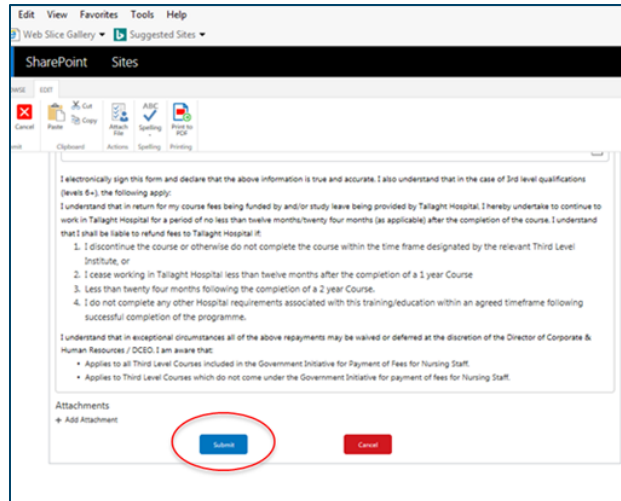 Edit View Favorites Tools Help
Web Slice Gallery Suggested Sites
SharePoint Sites
WSE EDIT
Cancel Paste Cut Copy Attach File ABC Spelling Print to PDF
mit Clipboard Actions Spelling Printing
I electronically sign this form and declare that the above information is true and accurate. I also understand that in the case of 3rd level qualifications
(levels 6+), the following apply:
I understand that in return for my course fees being funded by and/or study leave being provided by Tallaght Hospital, I hereby undertake to continue to
work in Tallaght Hospital for a period of no less than twelve months/twenty four months (as applicable) after the completion of the course. I understand
that I shall be liable to refund fees to Tallaght Hospital if:
1. I discontinue the course or otherwise do not complete the course within the time frame designated by the relevant Third Level
Institute, or
2. I cease working in Tallaght Hospital less than twelve months after the completion of a 1 year Course
3. Less than twenty four months following the completion of a 2 year Course.
4. I do not complete any other Hospital requirements associated with this training/education within an agreed timeframe following
successful completion of the programme.
I understand that in exceptional circumstances all of the above repayments may be waived or deferred at the discretion of the Director of Corporate &
Human Resources / DCEO. I am aware that:
• Applies to all Third Level Courses included in the Government Initiative for Payment of Fees for Nursing Staff.
• Applies to Third Level Courses which do not come under the Government Initiative for payment of fees for Nursing Staff.
Attachments
+ Add Attachment
Submit Cancel